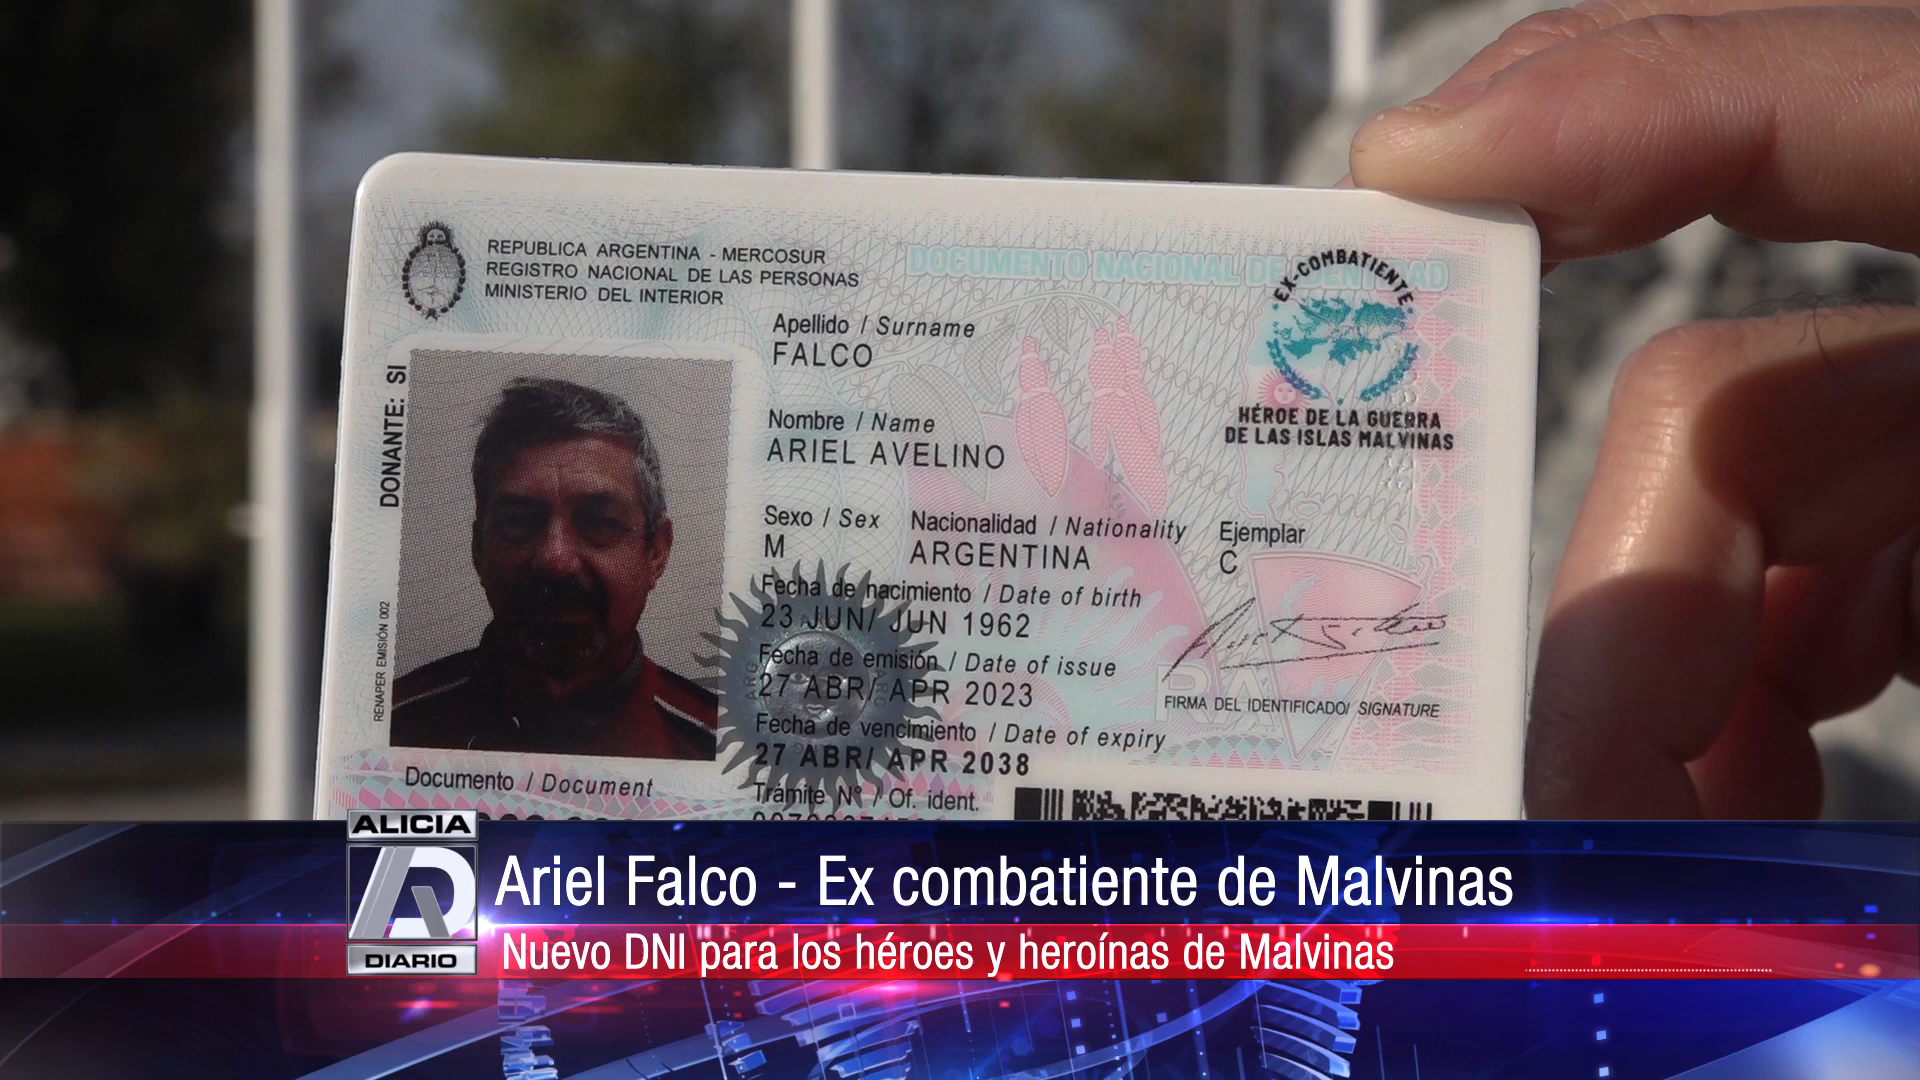 REPUBLICA ARGENTINA - MERCOSUR
REGISTRO NACIONAL DE LAS PERSONAS
MINISTERIO DEL INTERIOR
DOCUMENTO NACIONAL DE IDENTIDAD
EX-COMBATIENTE
HÉROE DE LA GUERRA
DE LAS ISLAS MALVINAS
Apellido / Surname
FALCO
Nombre / Name
ARIEL AVELINO
Sexo / Sex Nacionalidad / Nationality Ejemplar
M ARGENTINA C
Fecha de nacimiento / Date of birth
23 JUN/ JUN 1962
Fecha de emisión / Date of issue
27 ABR/ APR 2023
Fecha de vencimiento / Date of expiry
27 ABR/ APR 2038
FIRMA DEL IDENTIFICADO/ SIGNATURE
RA
ARG
DONANTE: SI
RENAPER EMISIÓN 002
Documento / Document
Trámite Nº / Of. ident.
ALICIA
AD
DIARIO
Ariel Falco - Ex combatiente de Malvinas
Nuevo DNI para los héroes y heroínas de Malvinas